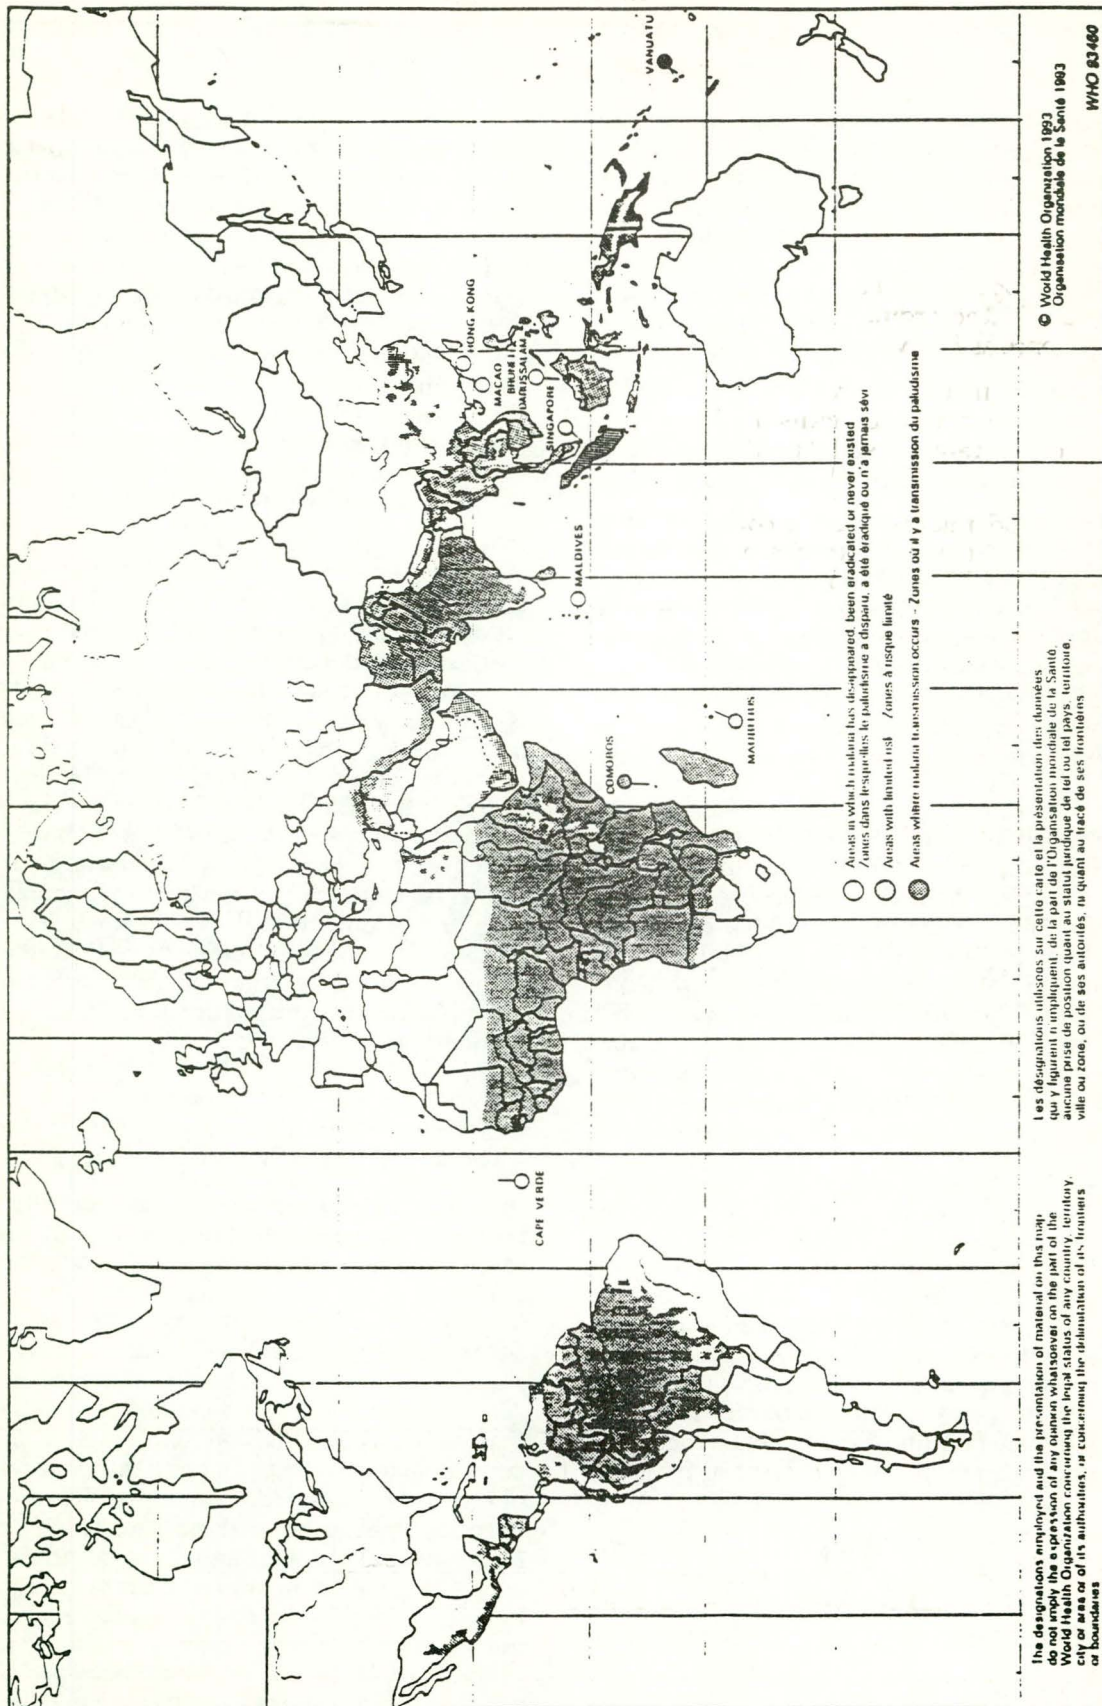 CAPE VERDE
COMOROS
MAURITIUS
MALDIVES
SINGAPORE
MACAO
BRUNEI
DARUSSALAM
HONG KONG
VANUATU
Areas in which malaria has disappeared, been eradicated or never existed
Zones dans lesquelles le paludisme a disparu, a été éradiqué ou n'a jamais sévi
Areas with limited risk - Zones à risque limité
Areas where malaria transmission occurs - Zones où il y a transmission du paludisme
The designations employed and the presentation of material on this map
do not imply the expression of any opinion whatsoever on the part of the
World Health Organization concerning the legal status of any country, territory,
city or area or of its authorities, or concerning the delimitation of its frontiers
or boundaries
Les désignations utilisées sur cette carte et la présentation des données
qui y figurent n'impliquent, de la part de l'Organisation mondiale de la Santé,
aucune prise de position quant au statut juridique de tel ou tel pays, territoire,
ville ou zone, ou de ses autorités, ni quant au tracé de ses frontières
© World Health Organization 1993
Organisation mondiale de la Santé 1993
WHO 93460